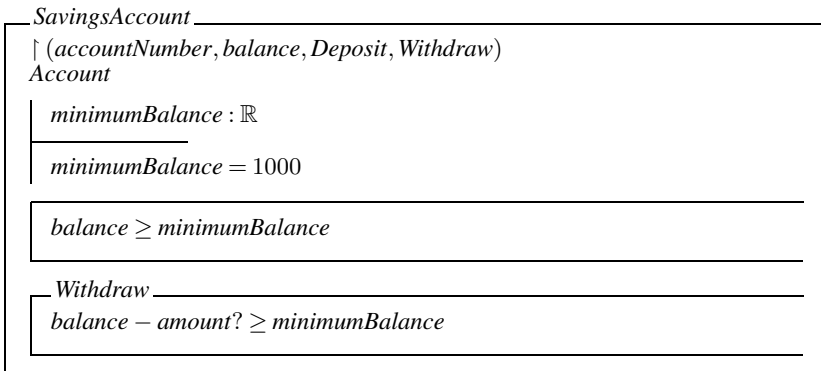 SavingsAccount
↾ (accountNumber, balance, Deposit, Withdraw)
Account
minimumBalance : ℝ
minimumBalance = 1000
balance ≥ minimumBalance
Withdraw
balance − amount? ≥ minimumBalance